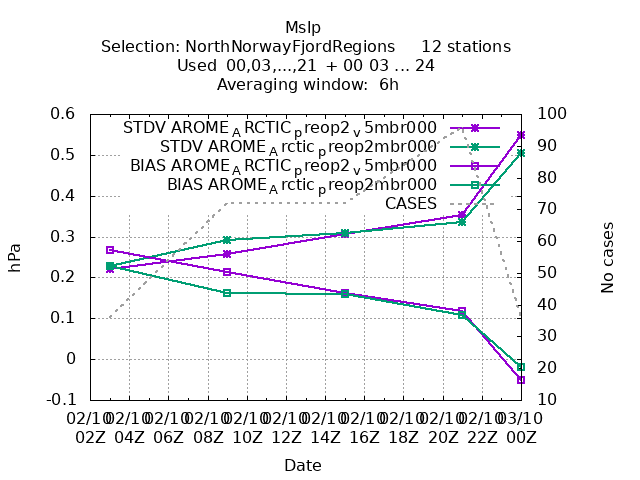 Mslp
Selection: NorthNorwayFjordRegions 12 stations
Used 00,03,...,21 + 00 03 ... 24
Averaging window: 6h
0.6
0.5
0.4
0.3
0.2
0.1
0
-0.1
hPa
STDV AROME_ARCTIC_preop2_v5mbr000
STDV AROME_Arctic_preop2mbr000
BIAS AROME_ARCTIC_preop2_v5mbr000
BIAS AROME_Arctic_preop2mbr000
CASES
100
90
80
70
60
50
40
30
20
10
No cases
02/10 02/10 02/10 02/10 02/10 02/10 02/10 02/10 02/10 02/10 02/10 03/10
02Z 04Z 06Z 08Z 10Z 12Z 14Z 16Z 18Z 20Z 22Z 00Z
Date